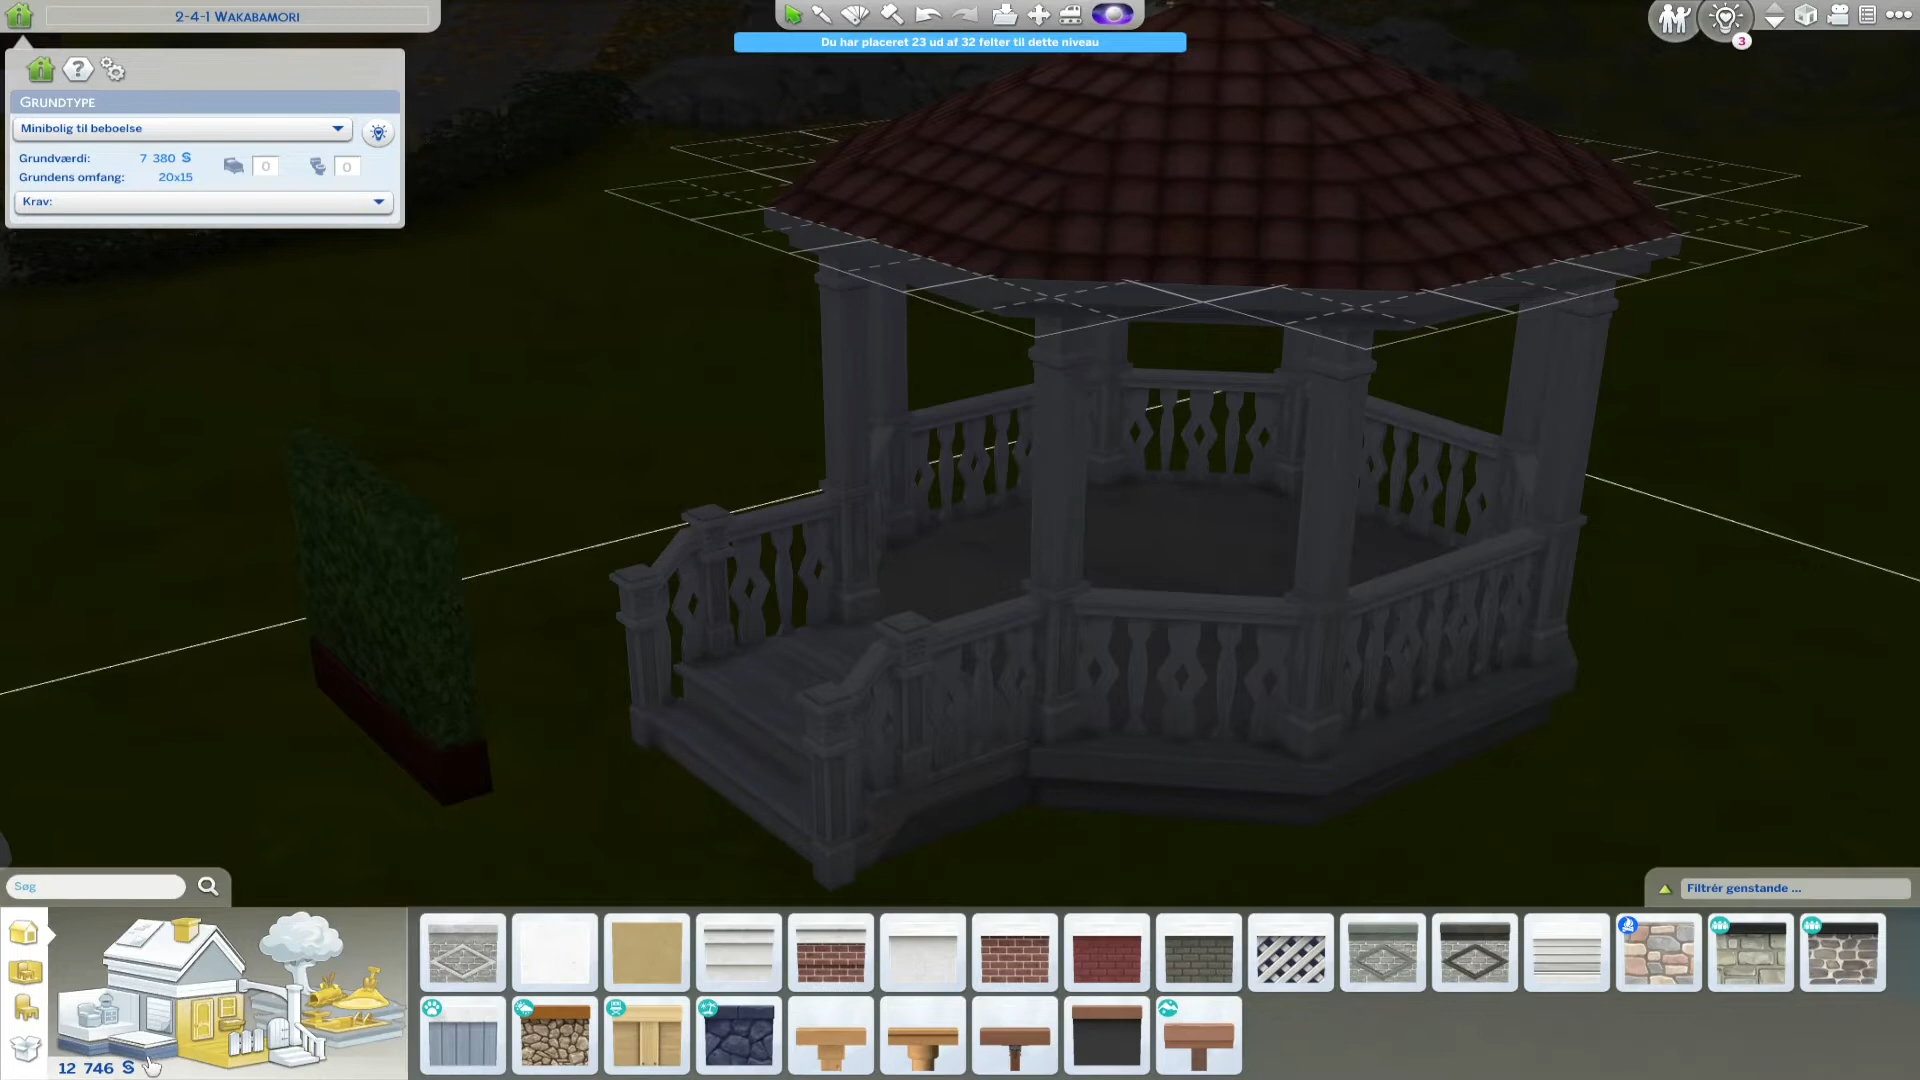 2-4-1 Wakabamori
Du har placeret 23 ud af 32 felter til dette niveau
3
Grundtype
Minibolig til beboelse
Grundværdi: 7 380 S
0
0
Grundens omfang: 20x15
Krav:
Søg
Filtrér genstande ...
12 746 S